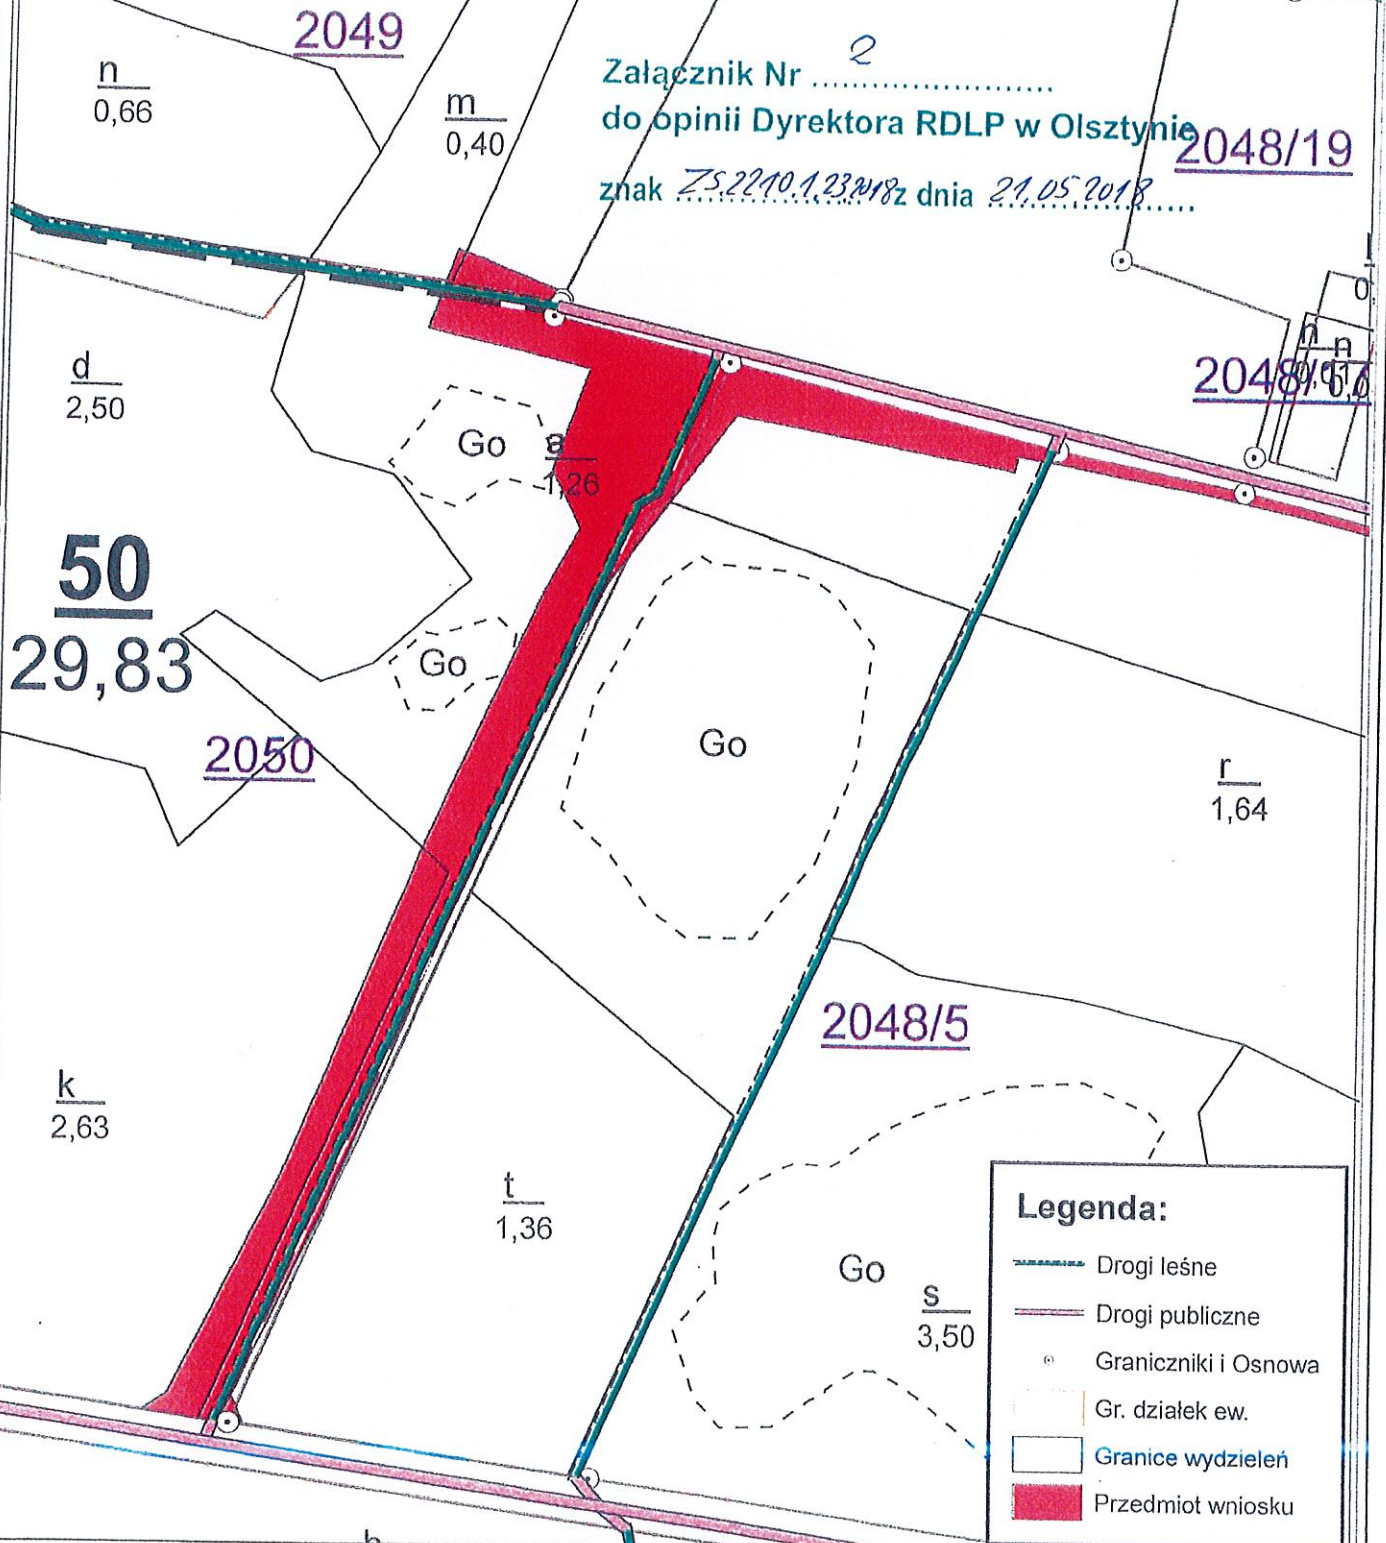 2049
n
0,66
m
0,40
Załącznik Nr ....2....
do opinii Dyrektora RDLP w Olsztynie
znak ZS.2210.1.23.2018 z dnia 21.05.2018
2048/19
d
2,50
Go
a
1,26
50
29,83
Go
2050
Go
r
1,64
2048/5
k
2,63
t
1,36
Go
s
3,50
Legenda:
Drogi leśne
Drogi publiczne
Graniczniki i Osnowa
Gr. działek ew.
Granice wydzieleń
Przedmiot wniosku